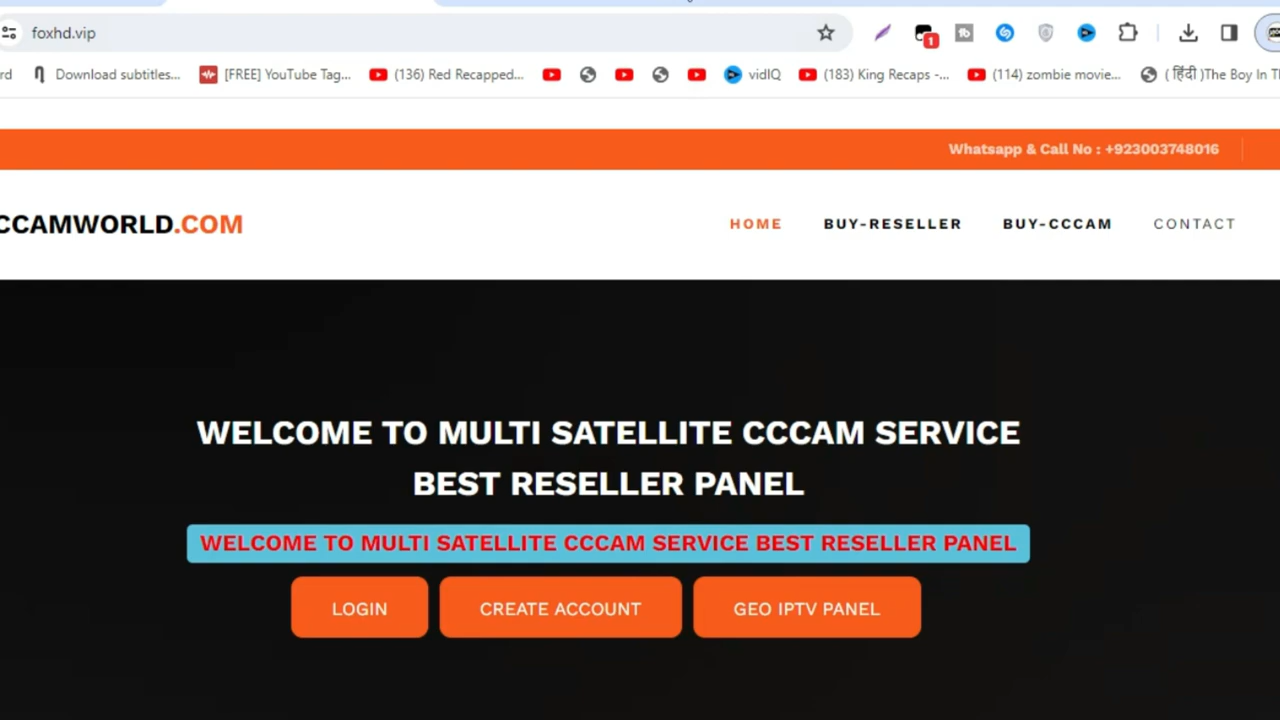 foxhd.vip
1
rd
Download subtitles...
[FREE] YouTube Tag...
(136) Red Recapped...
vidIQ
(183) King Recaps -...
(114) zombie movie...
( हिंदी )The Boy In Th
Whatsapp & Call No : +923003748016
CCAMWORLD.COM
HOME
BUY-RESELLER
BUY-CCCAM
CONTACT
WELCOME TO MULTI SATELLITE CCCAM SERVICE
BEST RESELLER PANEL
WELCOME TO MULTI SATELLITE CCCAM SERVICE BEST RESELLER PANEL
LOGIN
CREATE ACCOUNT
GEO IPTV PANEL